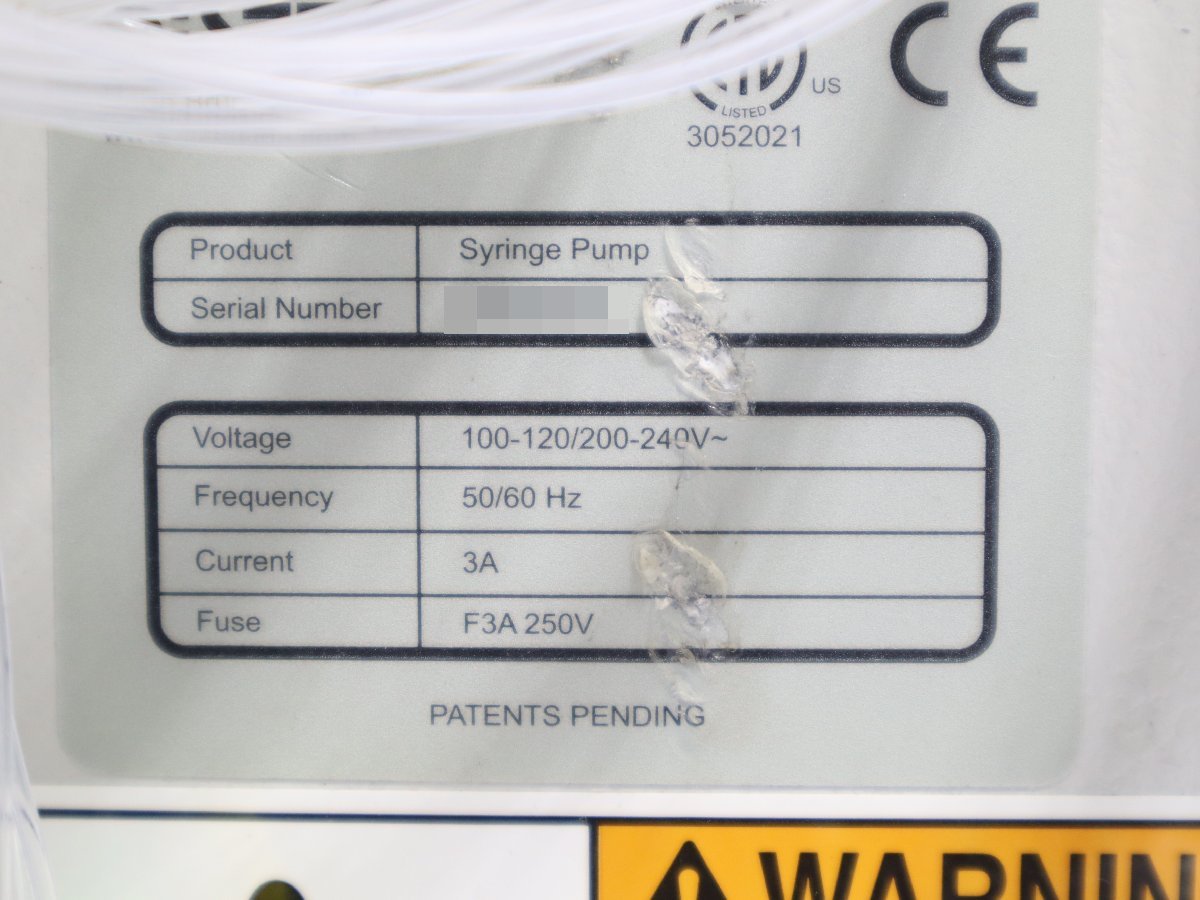 US
CE
LISTED
3052021
Product Syringe Pump
Serial Number
Voltage 100-120/200-240V~
Frequency 50/60 Hz
Current 3A
Fuse F3A 250V
PATENTS PENDING